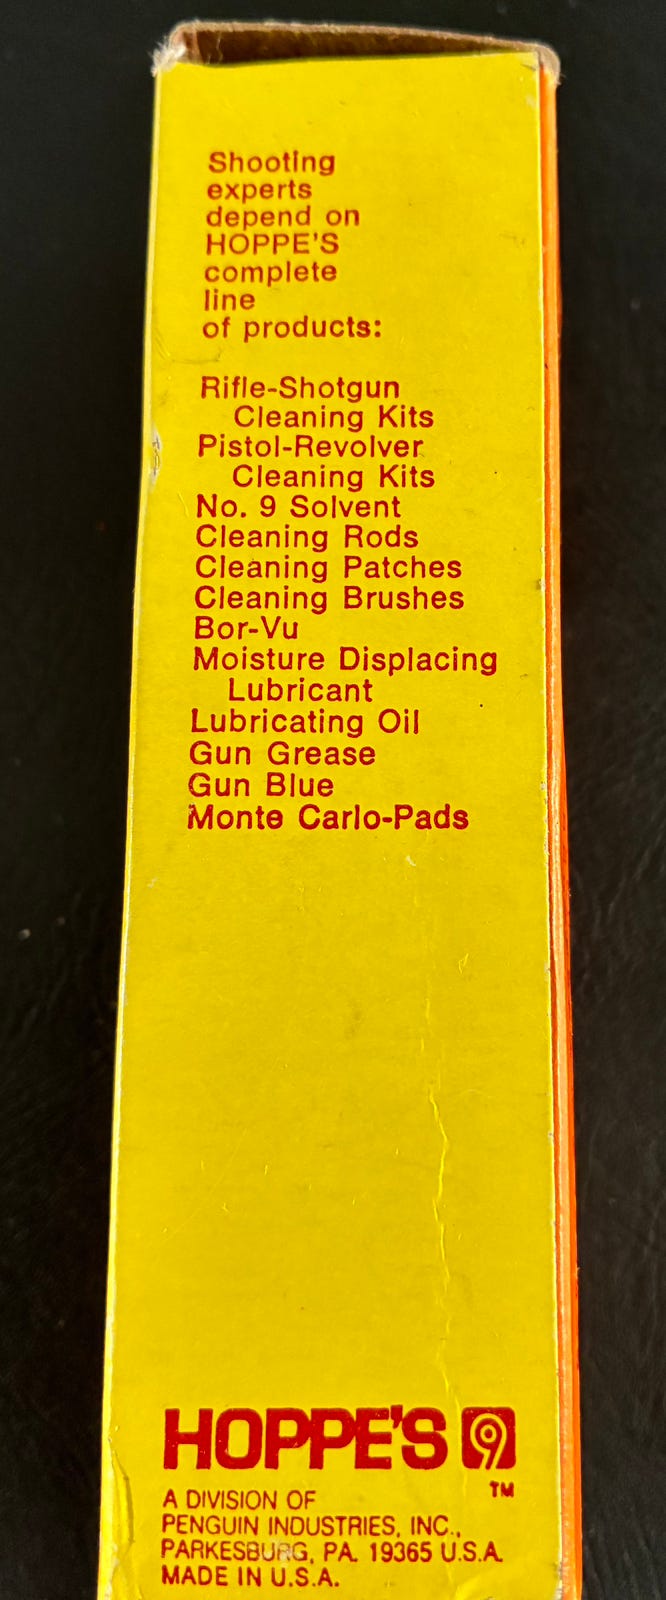 Shooting
experts
depend on
HOPPE'S
complete
line
of products:
Rifle-Shotgun
Cleaning Kits
Pistol-Revolver
Cleaning Kits
No. 9 Solvent
Cleaning Rods
Cleaning Patches
Cleaning Brushes
Bor-Vu
Moisture Displacing
Lubricant
Lubricating Oil
Gun Grease
Gun Blue
Monte Carlo-Pads
HOPPE'S 9
TM
A DIVISION OF
PENGUIN INDUSTRIES, INC.,
PARKESBURG, PA. 19365 U.S.A.
MADE IN U.S.A.